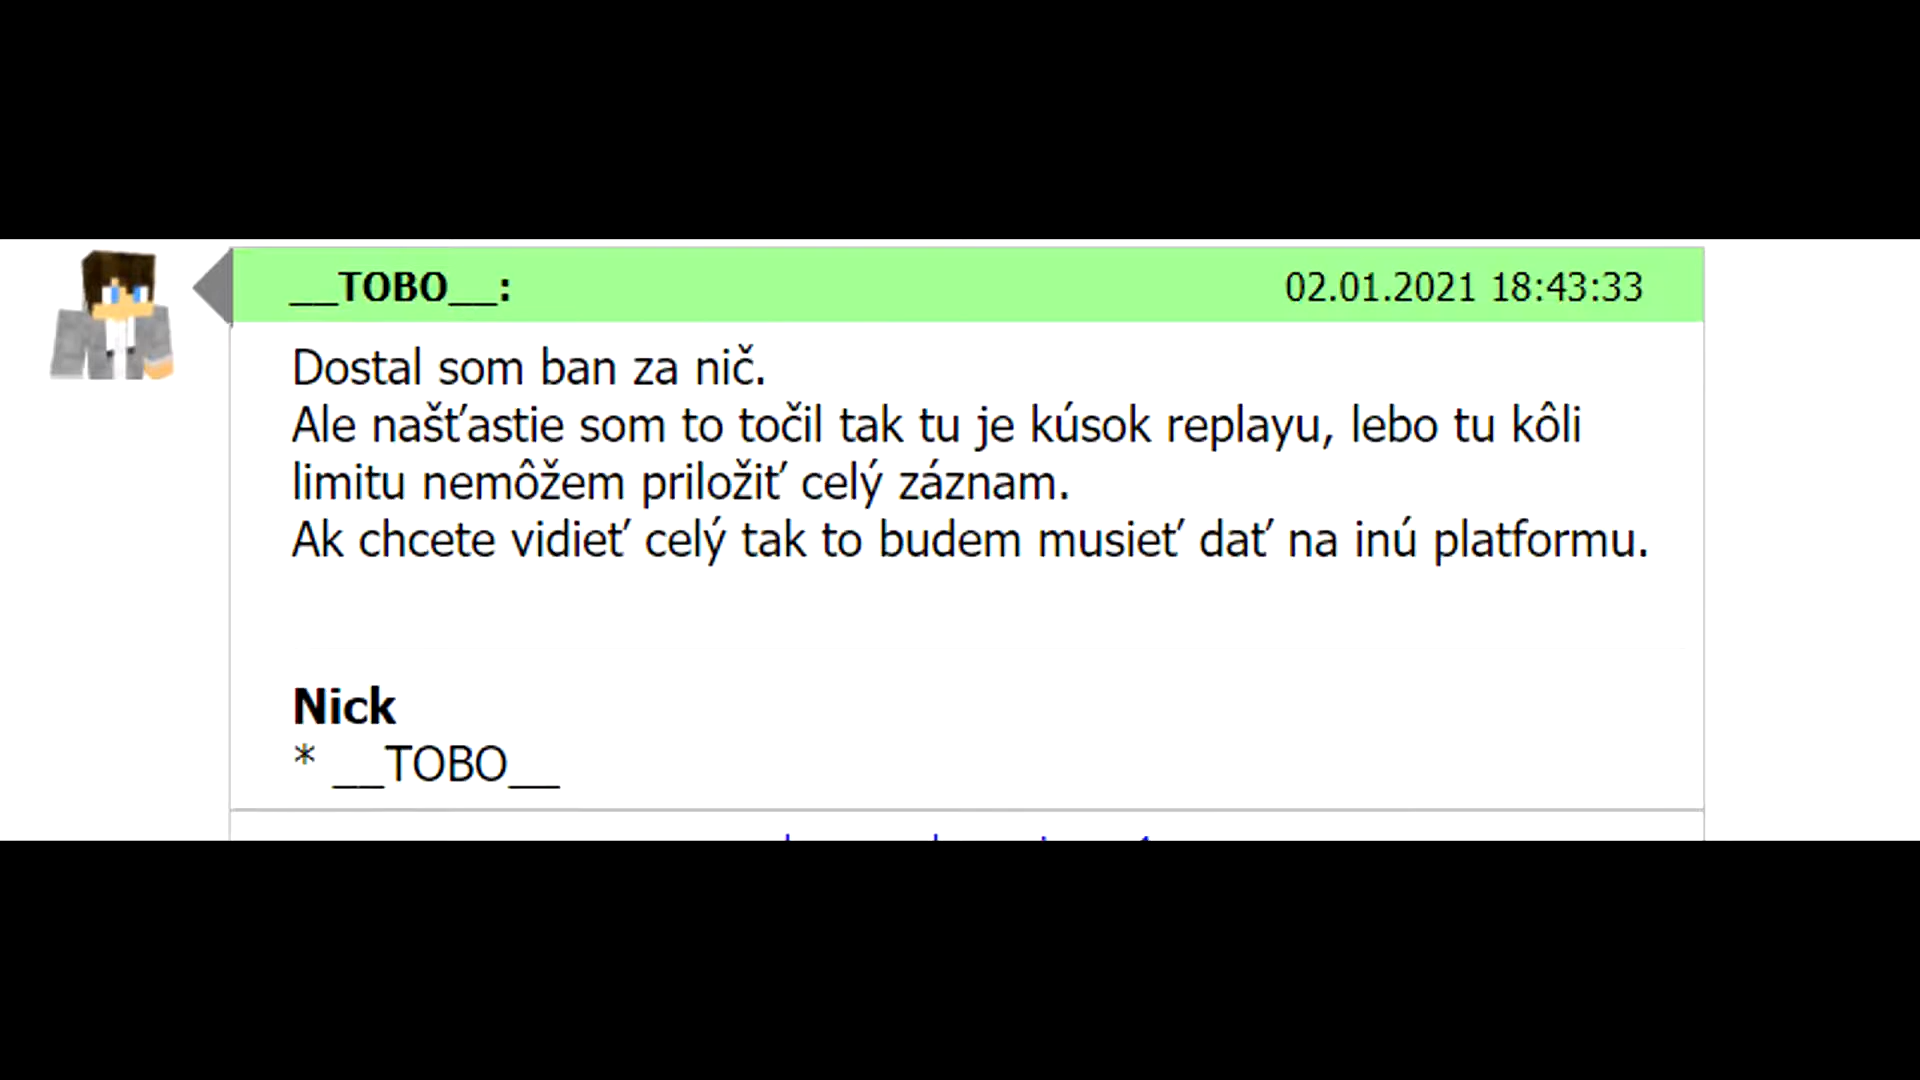 __TOBO__: 02.01.2021 18:43:33
Dostal som ban za nič.
Ale našťastie som to točil tak tu je kúsok replayu, lebo tu kôli
limitu nemôžem priložiť celý záznam.
Ak chcete vidieť celý tak to budem musieť dať na inú platformu.
Nick
* __TOBO__